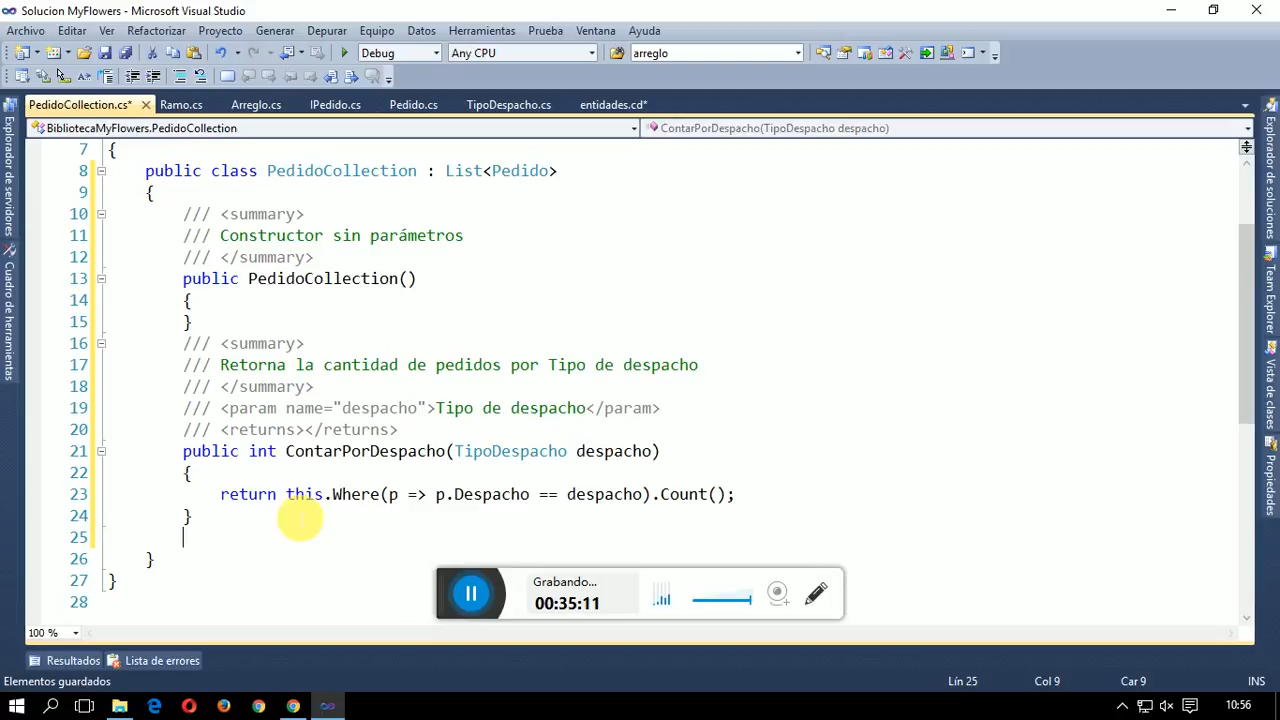 Solucion MyFlowers - Microsoft Visual Studio
Archivo Editar Ver Refactorizar Proyecto Generar Depurar Equipo Datos Herramientas Prueba Ventana Ayuda
Debug Any CPU arreglo
PedidoCollection.cs* Ramo.cs Arreglo.cs IPedido.cs Pedido.cs TipoDespacho.cs entidades.cd*
BibliotecaMyFlowers.PedidoCollection ContarPorDespacho(TipoDespacho despacho)
7 {
8 public class PedidoCollection : List<Pedido>
9 {
10 /// <summary>
11 /// Constructor sin parámetros
12 /// </summary>
13 public PedidoCollection()
14 {
15 }
16 /// <summary>
17 /// Retorna la cantidad de pedidos por Tipo de despacho
18 /// </summary>
19 /// <param name="despacho">Tipo de despacho</param>
20 /// <returns></returns>
21 public int ContarPorDespacho(TipoDespacho despacho)
22 {
23 return this.Where(p => p.Despacho == despacho).Count();
24 }
25
26 }
27 }
28
Explorador de servidores
Cuadro de herramientas
Explorador de soluciones
Team Explorer
Vista de clases
Propiedades
Grabando...
00:35:11
100 %
Resultados Lista de errores
Elementos guardados Lín 25 Col 9 Car 9 INS
10:56